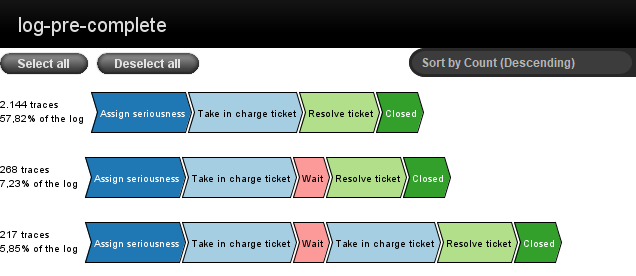 log-pre-complete
Select all
Deselect all
Sort by Count (Descending)
2.144 traces
57,82% of the log
Assign seriousness
Take in charge ticket
Resolve ticket
Closed
268 traces
7,23% of the log
Assign seriousness
Take in charge ticket
Wait
Resolve ticket
Closed
217 traces
5,85% of the log
Assign seriousness
Take in charge ticket
Wait
Take in charge ticket
Resolve ticket
Closed